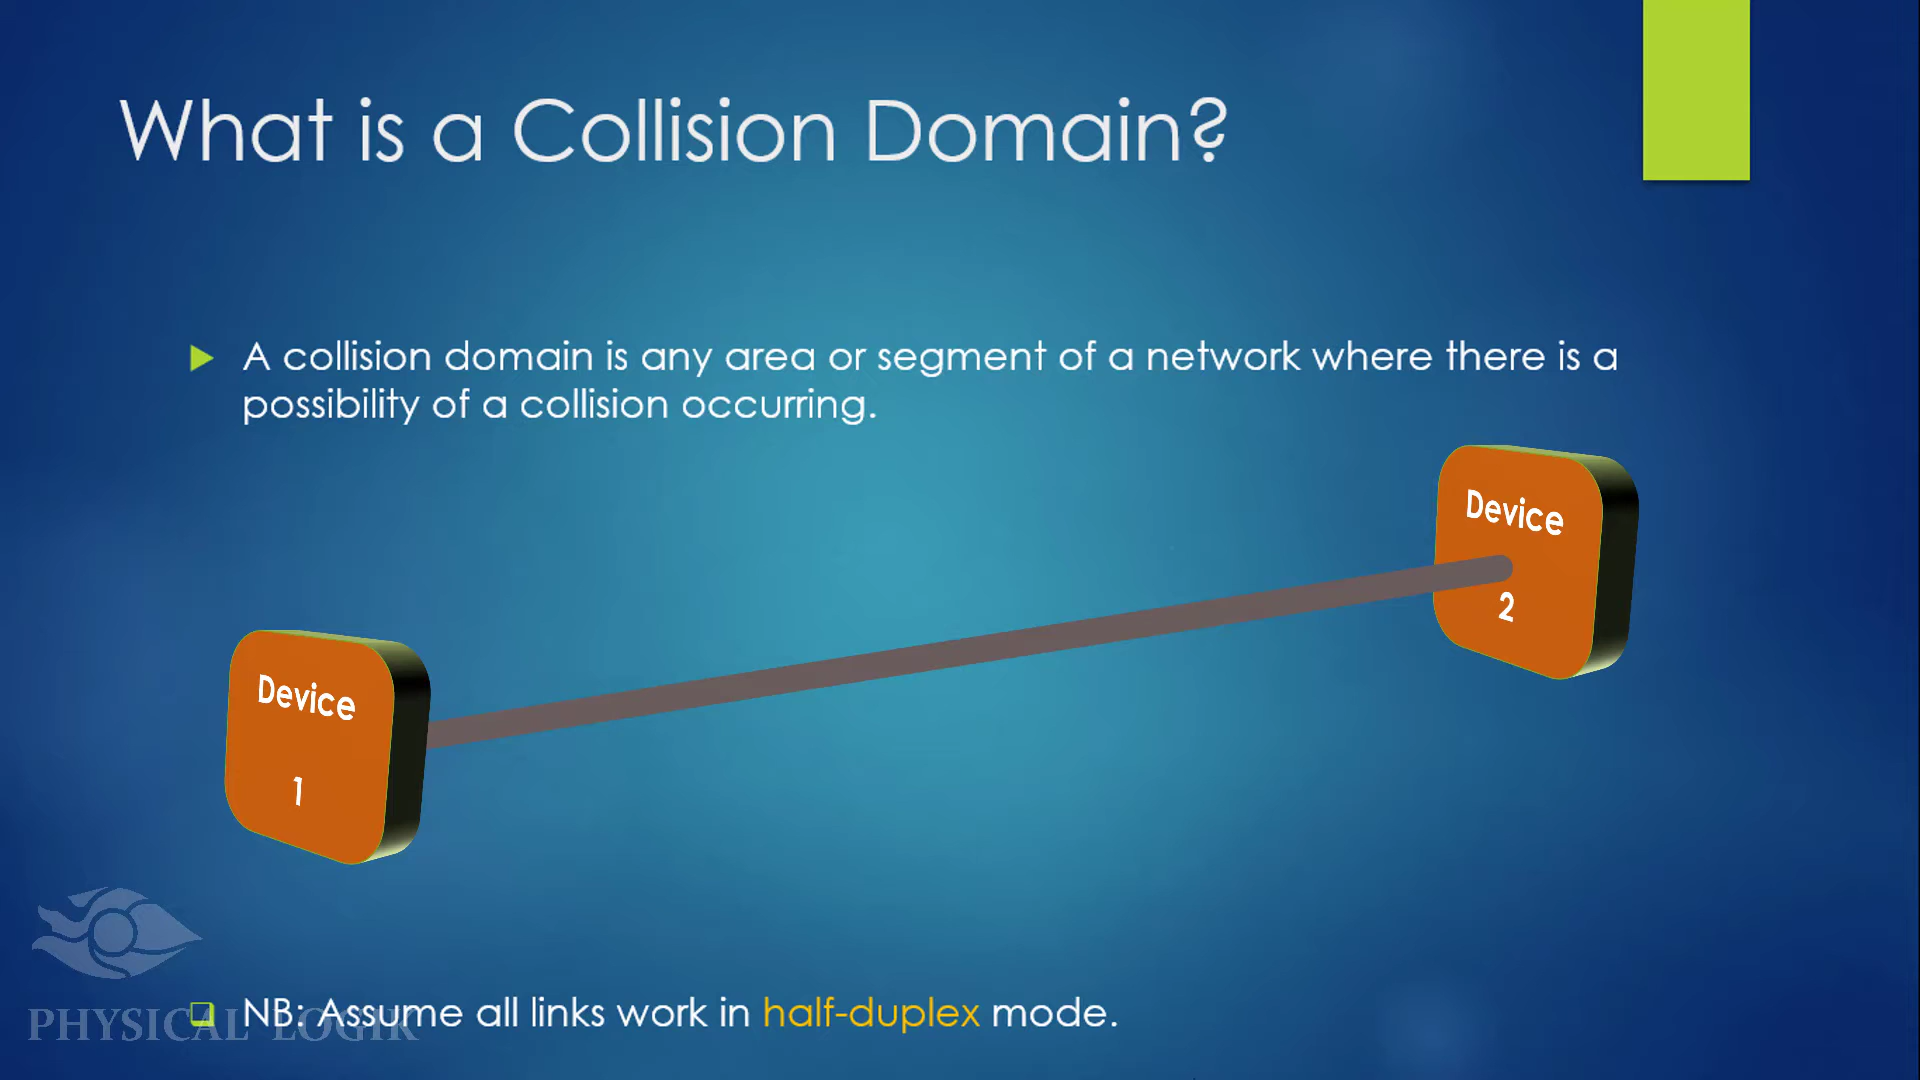 What is a Collision Domain?
A collision domain is any area or segment of a network where there is a
possibility of a collision occurring.
Device
2
Device
1
NB: Assume all links work in half-duplex mode.
PHYSICAL LOGIK